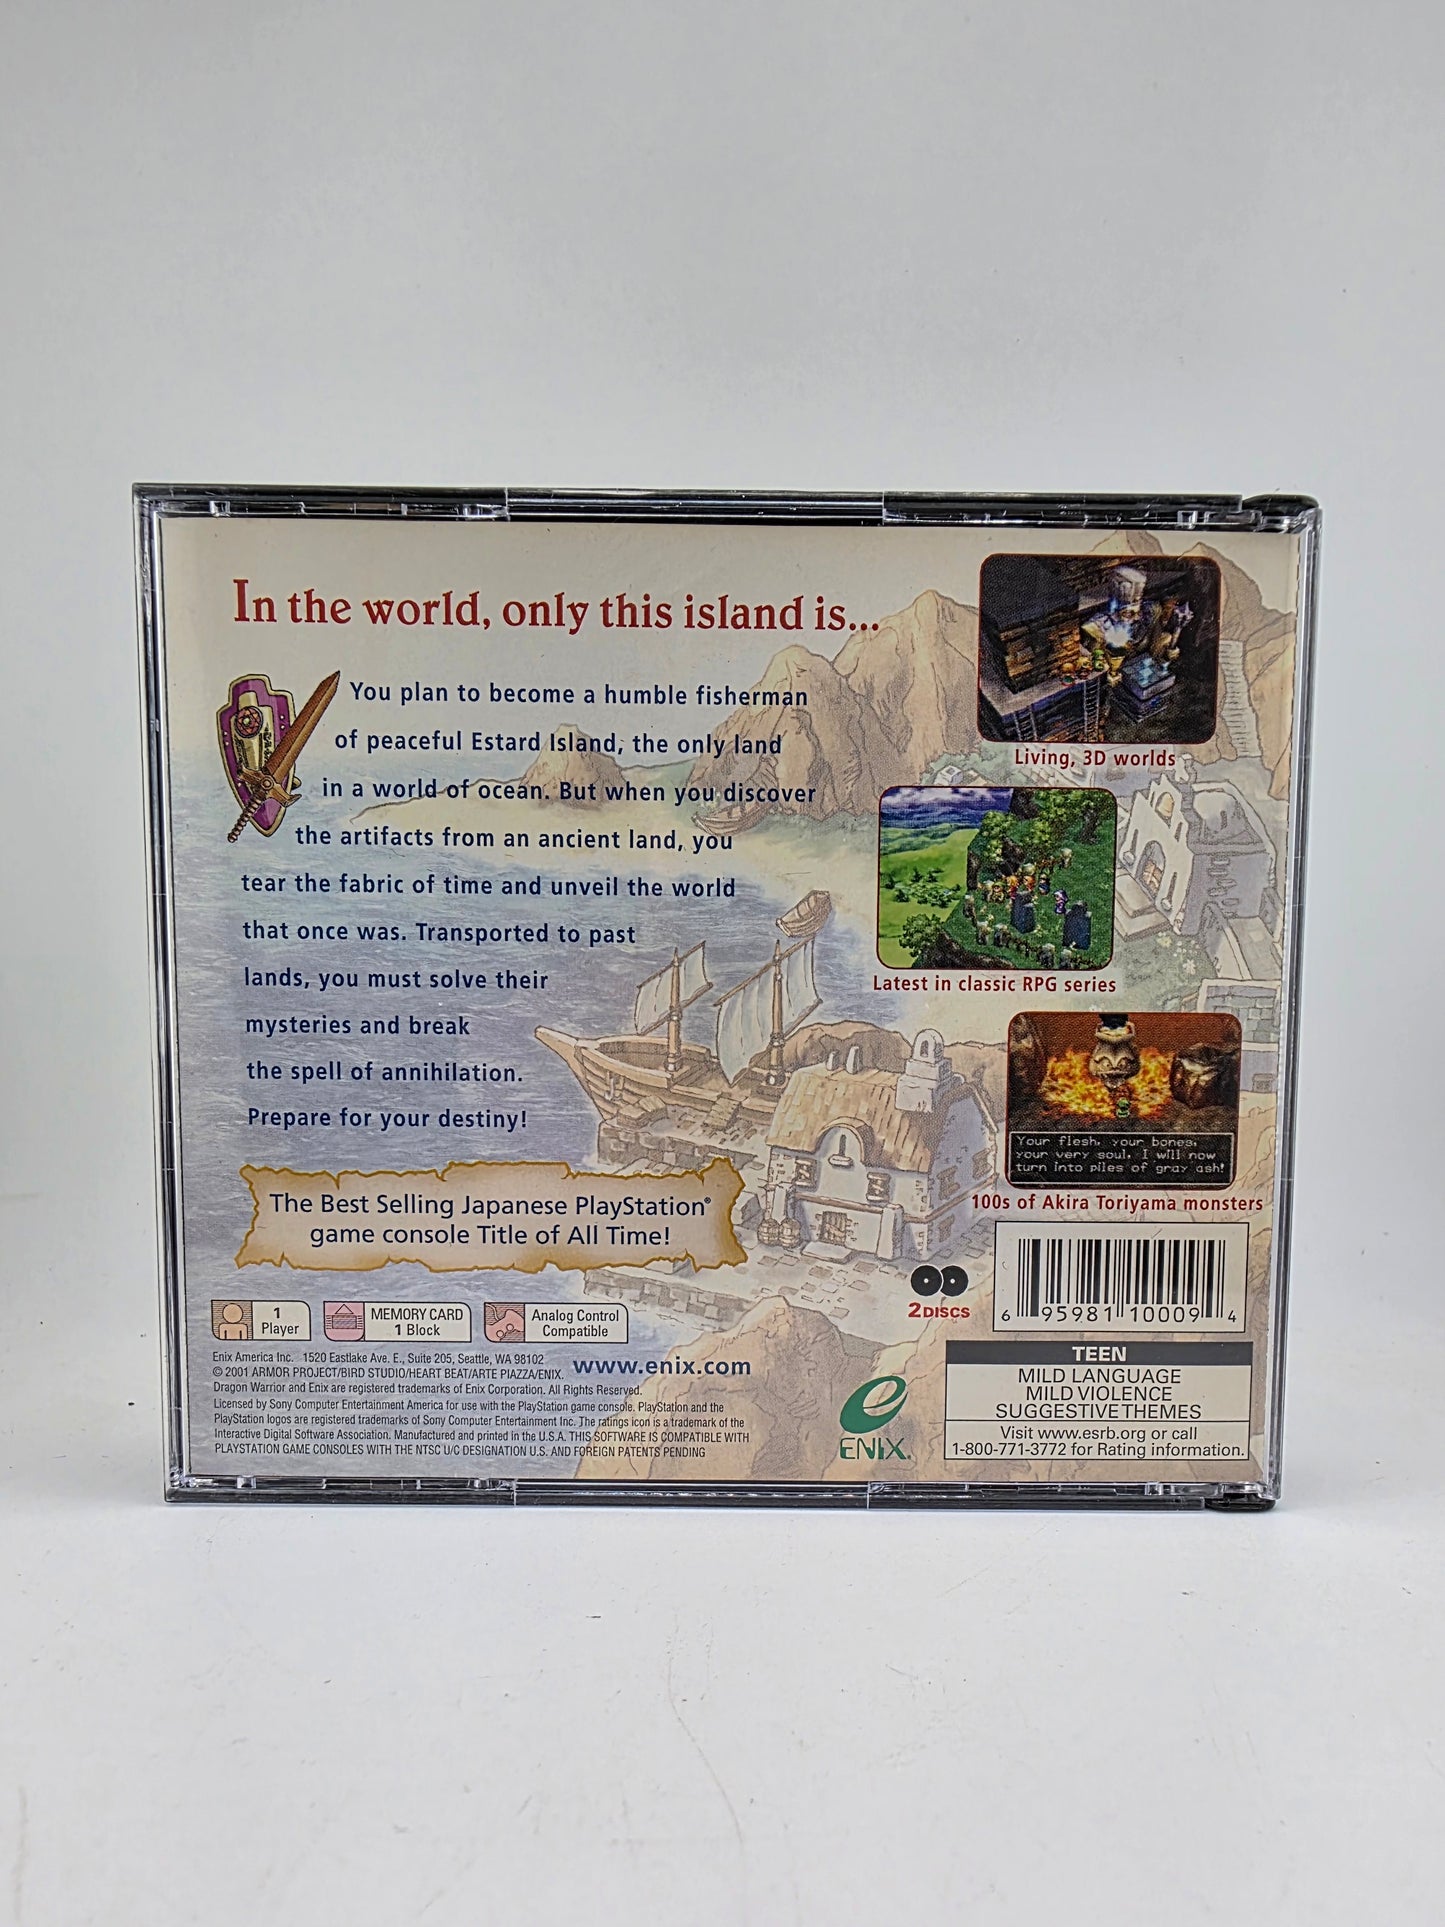 In the world, only this island is...
You plan to become a humble fisherman
of peaceful Estard Island, the only land
in a world of ocean. But when you discover
the artifacts from an ancient land, you
tear the fabric of time and unveil the world
that once was. Transported to past
lands, you must solve their
mysteries and break
the spell of annihilation.
Prepare for your destiny!
The Best Selling Japanese PlayStation®
game console Title of All Time!
Living, 3D worlds
Latest in classic RPG series
Your flesh, your bones,
your very soul, I will now
turn into piles of gray ash!
100s of Akira Toriyama monsters
2 DISCS
6 95981 10009 4
1
Player
MEMORY CARD
1 Block
Analog Control
Compatible
Enix America Inc. 1520 Eastlake Ave. E., Suite 205, Seattle, WA 98102
© 2001 ARMOR PROJECT/BIRD STUDIO/HEART BEAT/ARTE PIAZZA/ENIX.
www.enix.com
Dragon Warrior and Enix are registered trademarks of Enix Corporation. All Rights Reserved.
Licensed by Sony Computer Entertainment America for use with the PlayStation game console. PlayStation and the
PlayStation logos are registered trademarks of Sony Computer Entertainment Inc. The ratings icon is a trademark of the
Interactive Digital Software Association. Manufactured and printed in the U.S.A. THIS SOFTWARE IS COMPATIBLE WITH
PLAYSTATION GAME CONSOLES WITH THE NTSC U/C DESIGNATION U.S. AND FOREIGN PATENTS PENDING
ENIX.
TEEN
MILD LANGUAGE
MILD VIOLENCE
SUGGESTIVE THEMES
Visit www.esrb.org or call
1-800-771-3772 for Rating information.